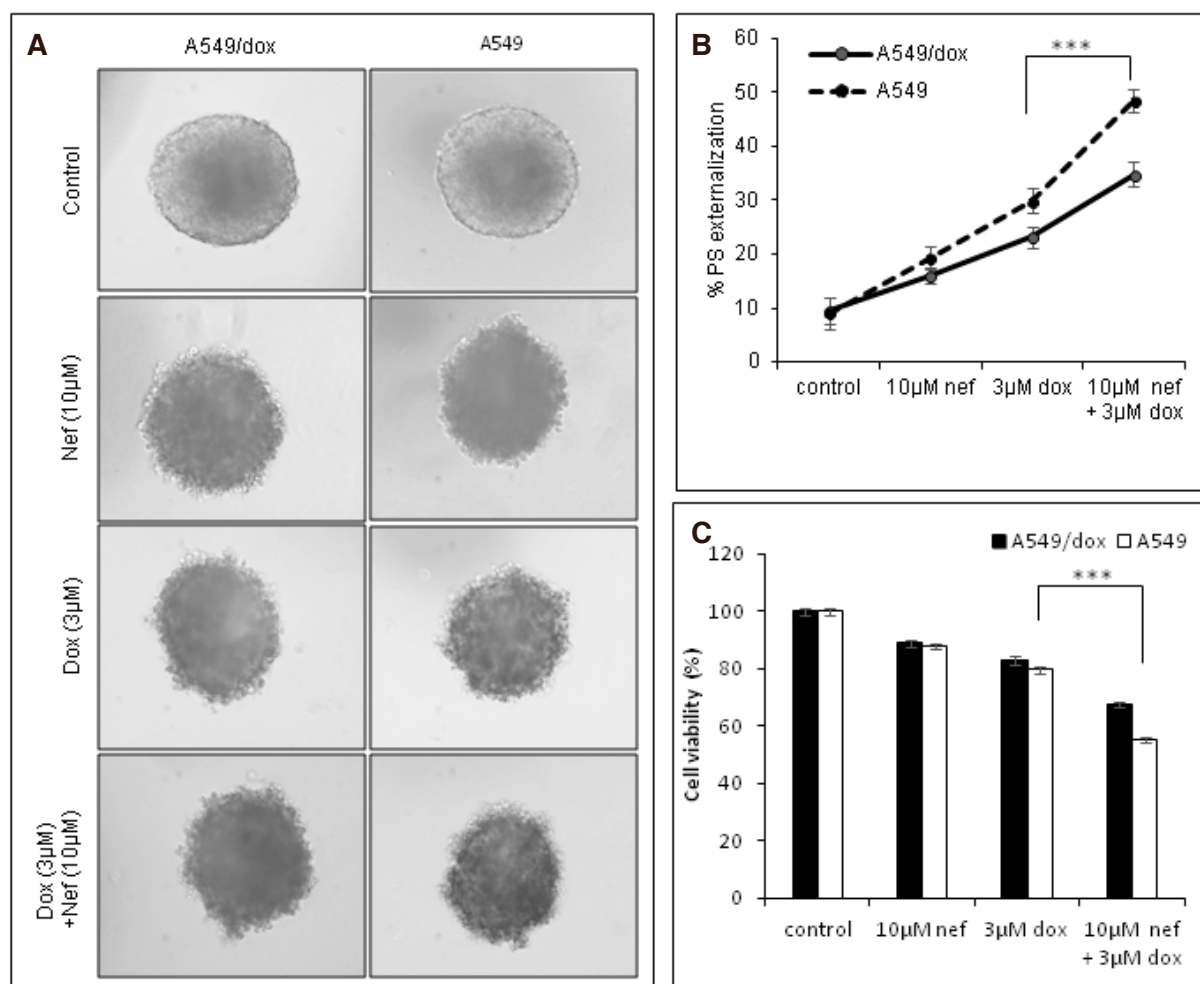 A
A549/dox
A549
Control
Nef (10µM)
Dox (3µM)
Dox (3µM)
+Nef (10µM)
B
60
50
40
30
20
10
0
% PS externalization
A549/dox
A549
***
control
10µM nef
3µM dox
10µM nef
+ 3µM dox
C
120
100
80
60
40
20
0
Cell viability (%)
A549/dox
A549
***
control
10µM nef
3µM dox
10µM nef
+ 3µM dox